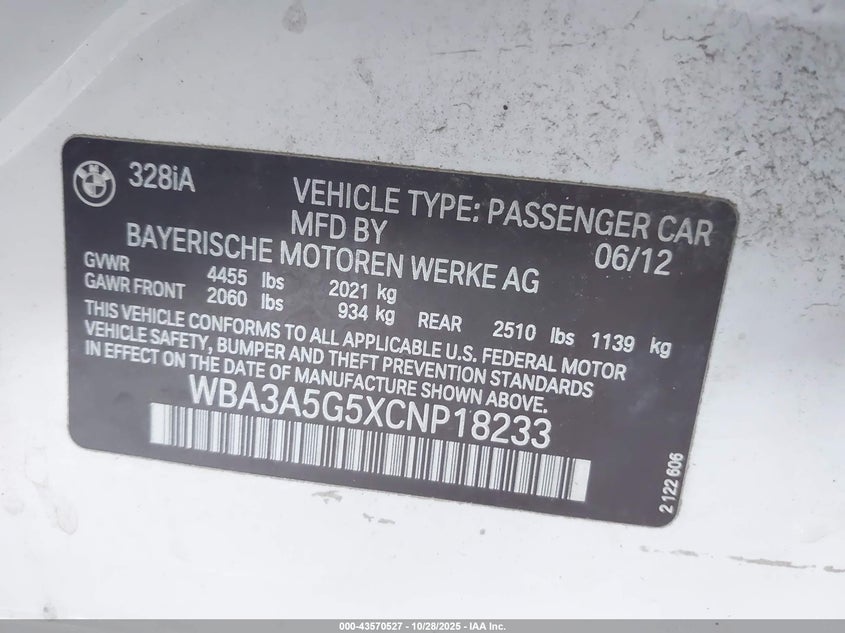 BMW
328iA
VEHICLE TYPE: PASSENGER CAR
MFD BY
06/12
BAYERISCHE MOTOREN WERKE AG
GVWR 4455 lbs 2021 kg
GAWR FRONT 2060 lbs 934 kg REAR 2510 lbs 1139 kg
THIS VEHICLE CONFORMS TO ALL APPLICABLE U.S. FEDERAL MOTOR
VEHICLE SAFETY, BUMPER AND THEFT PREVENTION STANDARDS
IN EFFECT ON THE DATE OF MANUFACTURE SHOWN ABOVE.
WBA3A5G5XCNP18233
2 122 606
000-43570527 - 10/28/2025 - IAA Inc.